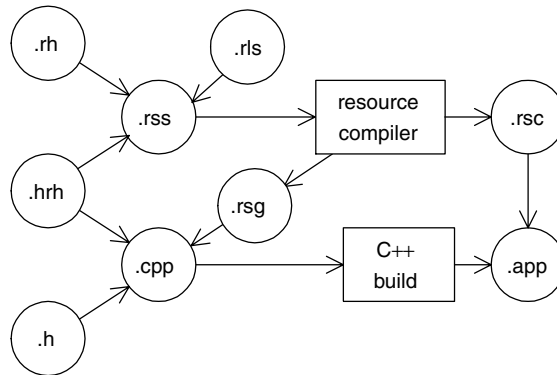 .rh
.rls
.rss
resource
compiler
.rsc
.hrh
.rsg
.cpp
C++
build
.app
.h